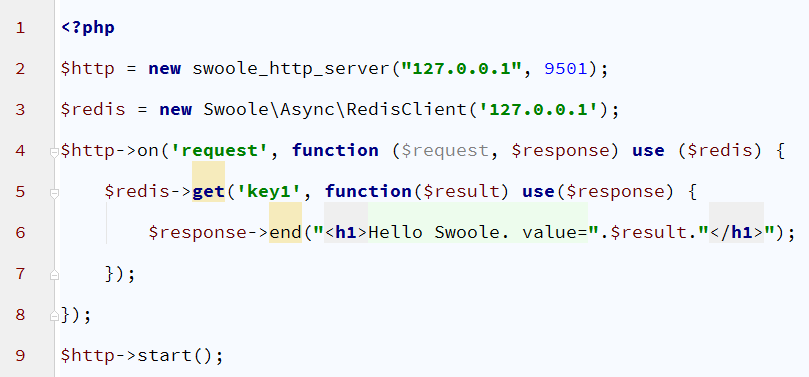 1 <?php
2 $http = new swoole_http_server("127.0.0.1", 9501);
3 $redis = new Swoole\Async\RedisClient('127.0.0.1');
4 $http->on('request', function ($request, $response) use ($redis) {
5     $redis->get('key1', function($result) use($response) {
6         $response->end("<h1>Hello Swoole. value=".$result."</h1>");
7     });
8 });
9 $http->start();